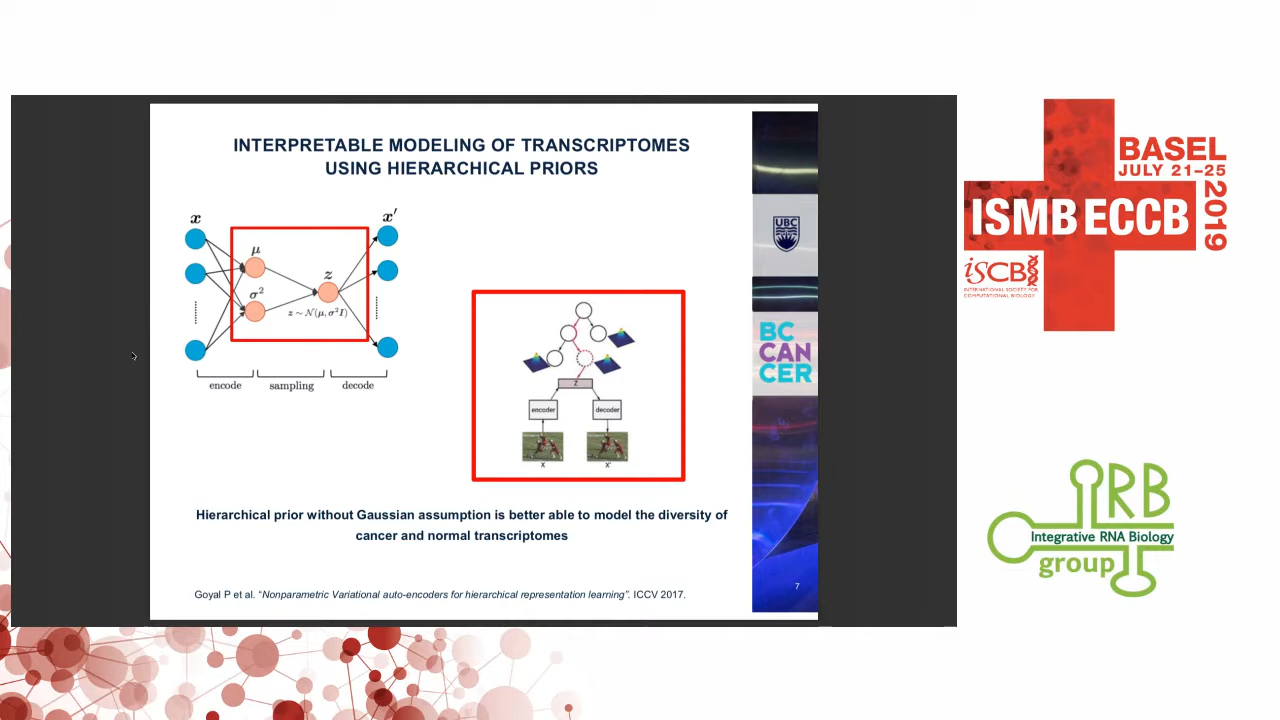 INTERPRETABLE MODELING OF TRANSCRIPTOMES
USING HIERARCHICAL PRIORS
x
x′
μ
z
σ²
z ∼ N(μ, σ²I)
encode
sampling
decode
Z
encoder
decoder
X
X'
Hierarchical prior without Gaussian assumption is better able to model the diversity of
cancer and normal transcriptomes
Goyal P et al. “Nonparametric Variational auto-encoders for hierarchical representation learning”. ICCV 2017.
UBC
BC
CAN
CER
7
BASEL
JULY 21–25
2019
ISMB ECCB
iSCB
INTERNATIONAL SOCIETY FOR
COMPUTATIONAL BIOLOGY
IRB
Integrative RNA Biology
group